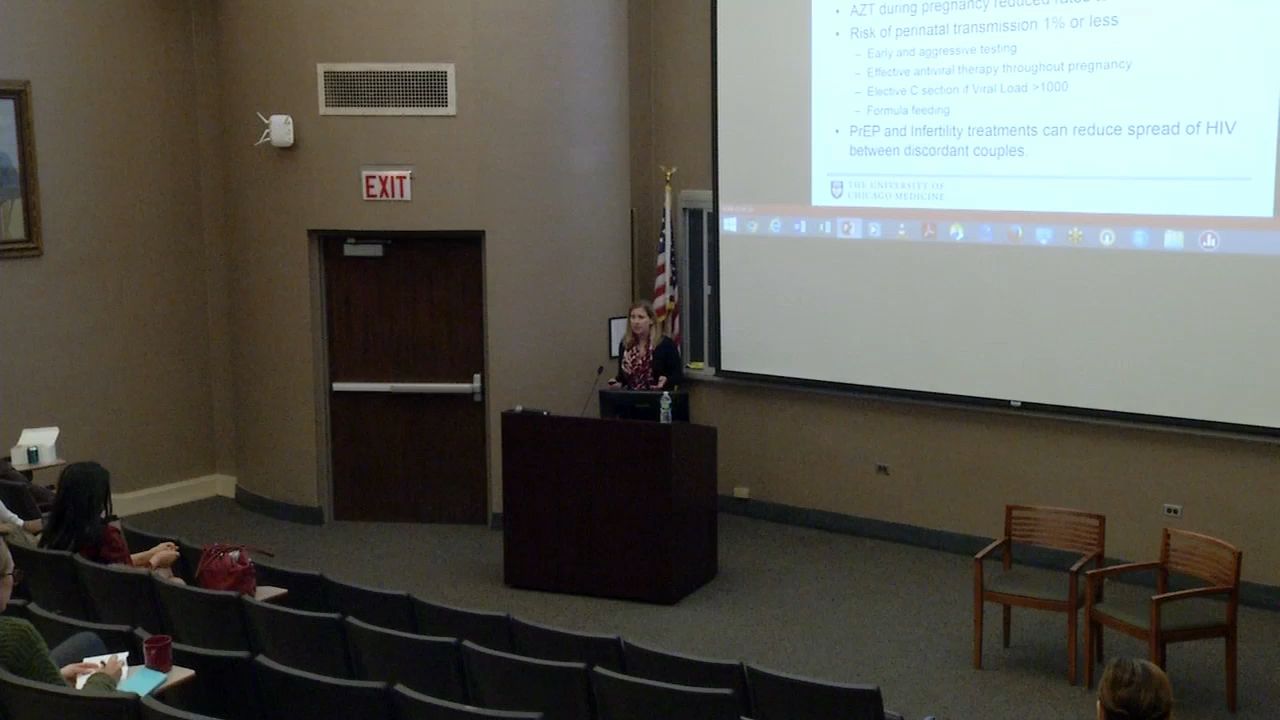 AZT during pregnancy reduced rates
Risk of perinatal transmission 1% or less
– Early and aggressive testing
– Effective antiviral therapy throughout pregnancy
– Elective C section if Viral Load >1000
– Formula feeding
PrEP and Infertility treatments can reduce spread of HIV
between discordant couples.
THE UNIVERSITY OF
CHICAGO MEDICINE
EXIT